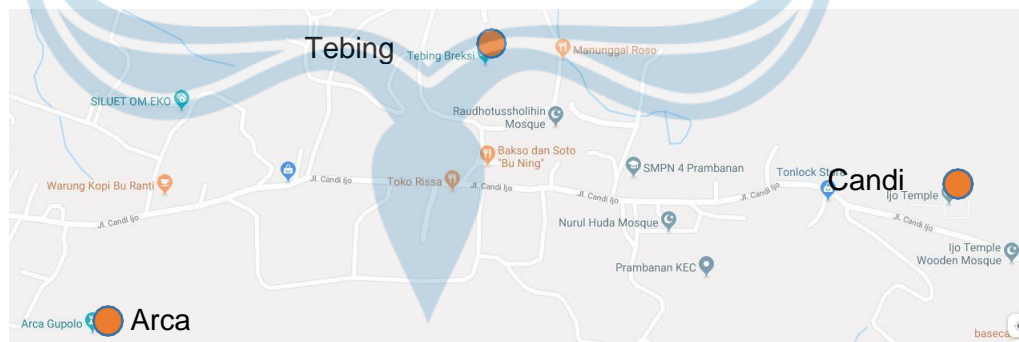 Tebing
Tebing Breksi
Manunggal Roso
SILUET OM.EKO
Raudhotussholihin
Mosque
Bakso dan Soto
"Bu Ning"
SMPN 4 Prambanan
Tonlock Store
Candi
Warung Kopi Bu Ranti
Jl. Candi Ijo
Toko Rissa
Jl. Candi Ijo
Jl. Candi Ijo
Jl. Candi Ijo
Ijo Temple
Jl. Candi Ijo
Nurul Huda Mosque
Jl. Candi Ijo
Ijo Temple
Wooden Mosque
Prambanan KEC
Arca Gupolo
Arca